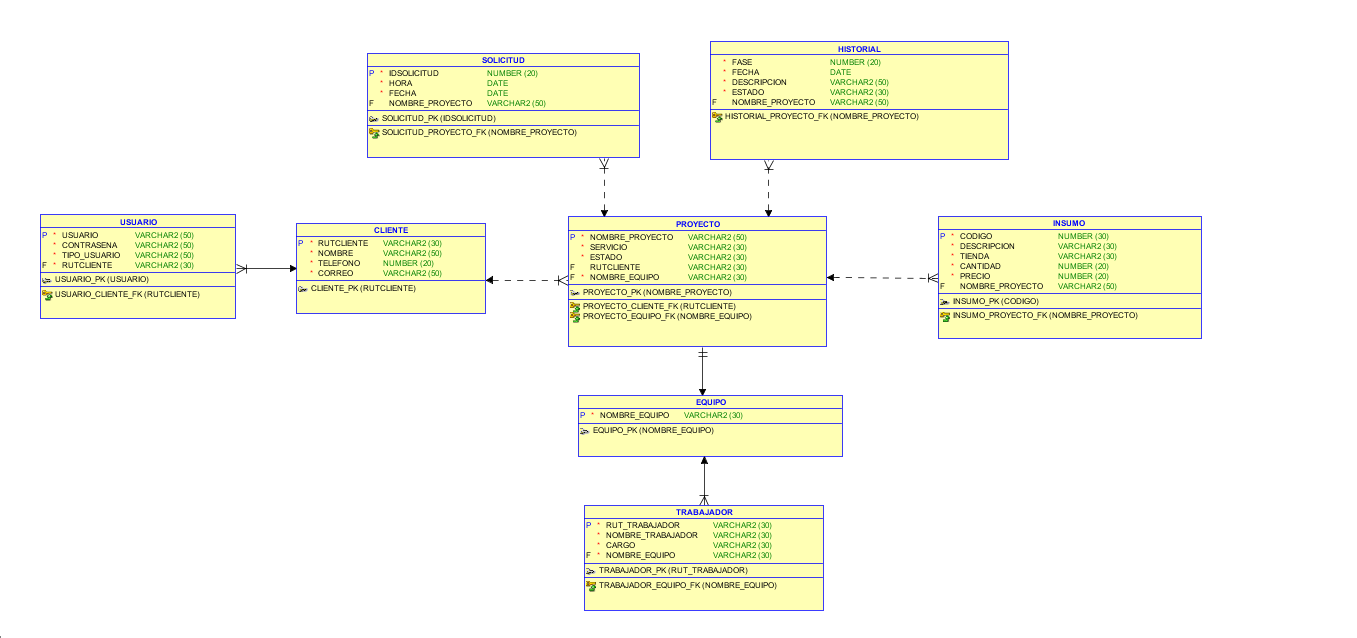 SOLICITUD
P * IDSOLICITUD NUMBER (20)
* HORA DATE
* FECHA DATE
F NOMBRE_PROYECTO VARCHAR2 (50)
SOLICITUD_PK (IDSOLICITUD)
SOLICITUD_PROYECTO_FK (NOMBRE_PROYECTO)
HISTORIAL
* FASE NUMBER (20)
* FECHA DATE
* DESCRIPCION VARCHAR2 (50)
* ESTADO VARCHAR2 (30)
F NOMBRE_PROYECTO VARCHAR2 (50)
HISTORIAL_PROYECTO_FK (NOMBRE_PROYECTO)
USUARIO
P * USUARIO VARCHAR2 (50)
* CONTRASENA VARCHAR2 (50)
* TIPO_USUARIO VARCHAR2 (50)
F * RUTCLIENTE VARCHAR2 (30)
USUARIO_PK (USUARIO)
USUARIO_CLIENTE_FK (RUTCLIENTE)
CLIENTE
P * RUTCLIENTE VARCHAR2 (30)
* NOMBRE VARCHAR2 (50)
* TELEFONO NUMBER (20)
* CORREO VARCHAR2 (50)
CLIENTE_PK (RUTCLIENTE)
PROYECTO
P * NOMBRE_PROYECTO VARCHAR2 (50)
* SERVICIO VARCHAR2 (30)
* ESTADO VARCHAR2 (30)
F RUTCLIENTE VARCHAR2 (30)
F * NOMBRE_EQUIPO VARCHAR2 (30)
PROYECTO_PK (NOMBRE_PROYECTO)
PROYECTO_CLIENTE_FK (RUTCLIENTE)
PROYECTO_EQUIPO_FK (NOMBRE_EQUIPO)
INSUMO
P * CODIGO NUMBER (30)
* DESCRIPCION VARCHAR2 (30)
* TIENDA VARCHAR2 (30)
* CANTIDAD NUMBER (20)
* PRECIO NUMBER (20)
F NOMBRE_PROYECTO VARCHAR2 (50)
INSUMO_PK (CODIGO)
INSUMO_PROYECTO_FK (NOMBRE_PROYECTO)
EQUIPO
P * NOMBRE_EQUIPO VARCHAR2 (30)
EQUIPO_PK (NOMBRE_EQUIPO)
TRABAJADOR
P * RUT_TRABAJADOR VARCHAR2 (30)
* NOMBRE_TRABAJADOR VARCHAR2 (30)
* CARGO VARCHAR2 (30)
F * NOMBRE_EQUIPO VARCHAR2 (30)
TRABAJADOR_PK (RUT_TRABAJADOR)
TRABAJADOR_EQUIPO_FK (NOMBRE_EQUIPO)